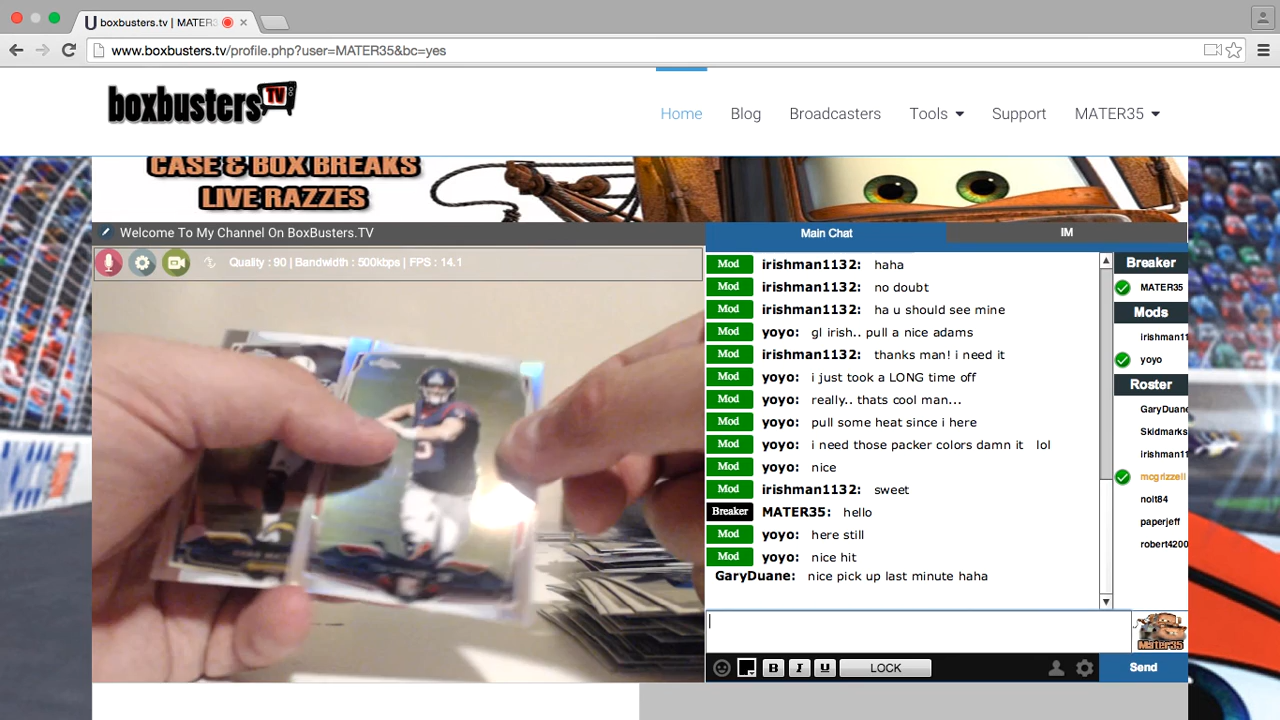 boxbusters.tv | MATER3
www.boxbusters.tv/profile.php?user=MATER35&bc=yes
boxbusters TV
Home Blog Broadcasters Tools Support MATER35
CASE & BOX BREAKS
LIVE RAZZES
Welcome To My Channel On BoxBusters.TV
Quality : 90 | Bandwidth : 500kbps | FPS : 14.1
Main Chat IM
Mod irishman1132: haha
Mod irishman1132: no doubt
Mod irishman1132: ha u should see mine
Mod yoyo: gl irish.. pull a nice adams
Mod irishman1132: thanks man! i need it
Mod yoyo: i just took a LONG time off
Mod yoyo: really.. thats cool man...
Mod yoyo: pull some heat since i here
Mod yoyo: i need those packer colors damn it lol
Mod yoyo: nice
Mod irishman1132: sweet
Breaker MATER35: hello
Mod yoyo: here still
Mod yoyo: nice hit
GaryDuane: nice pick up last minute haha
Breaker
MATER35
Mods
irishman11
yoyo
Roster
GaryDuane
Skidmarks
irishman11
mcgrizzell
nolt84
paperjeff
robert4200
Mater35
B I U LOCK Send